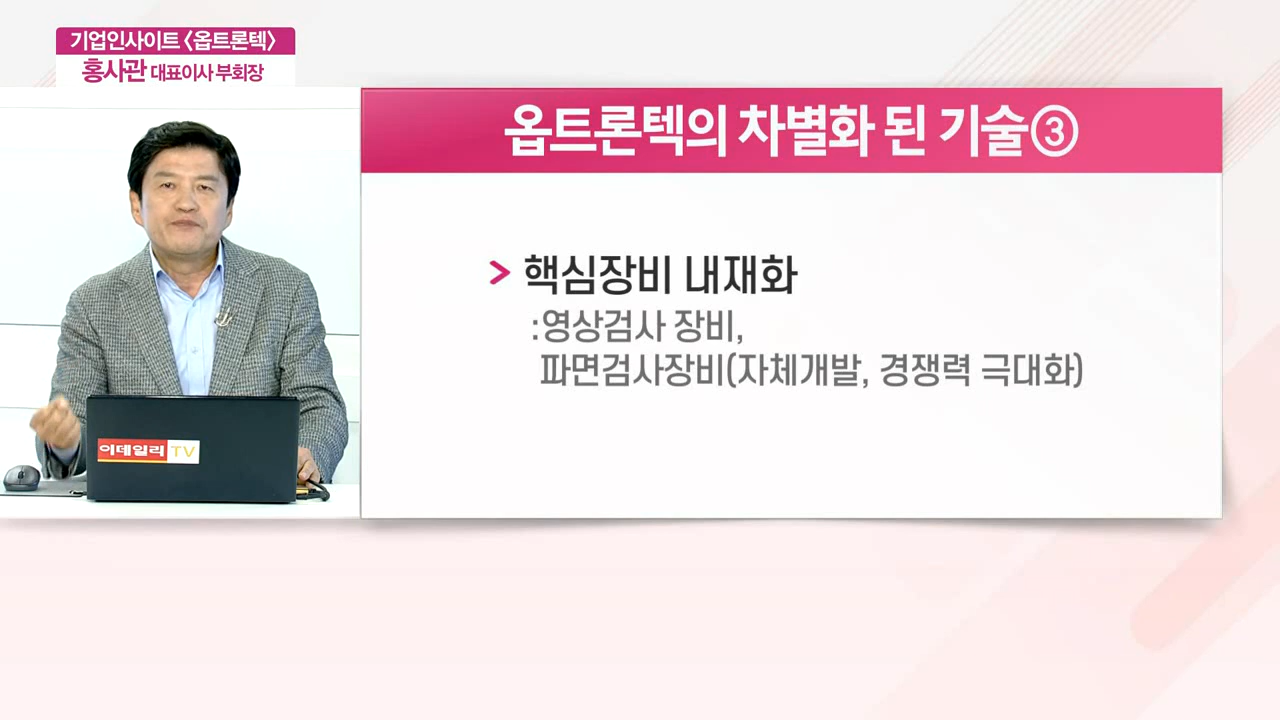 기업인사이트 <옵트론텍>
홍사관 대표이사 부회장
옵트론텍의 차별화 된 기술③
> 핵심장비 내재화
:영상검사 장비,
파면검사장비(자체개발, 경쟁력 극대화)
이데일리 TV